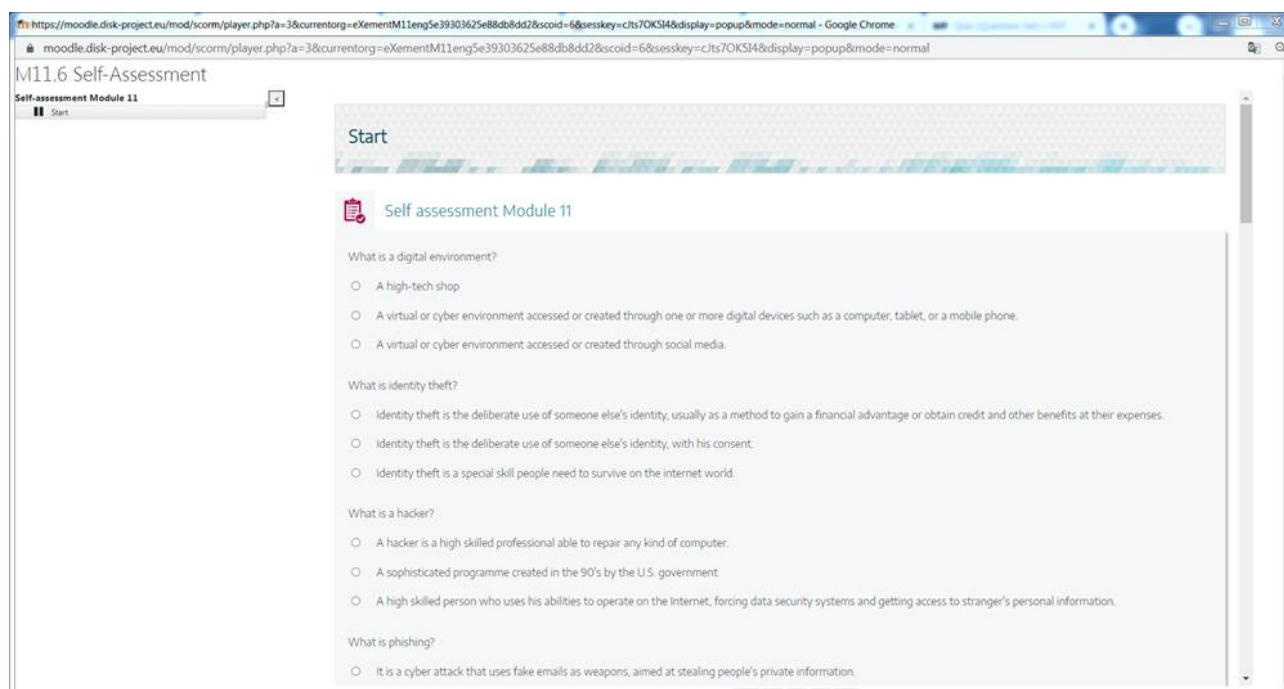 https://moodle.disk-project.eu/mod/scorm/player.php?a=3&currentorg=eXementM11eng5e39303625e88db8dd2&scoid=6&sesskey=cJts7OK5I4&display=popup&mode=normal - Google Chrome
moodle.disk-project.eu/mod/scorm/player.php?a=3&currentorg=eXementM11eng5e39303625e88db8dd2&scoid=6&sesskey=cJts7OK5I4&display=popup&mode=normal
M11.6 Self-Assessment
Self-assessment Module 11
<
Start
Start
Self assessment Module 11
What is a digital environment?
A high-tech shop
A virtual or cyber environment accessed or created through one or more digital devices such as a computer, tablet, or a mobile phone.
A virtual or cyber environment accessed or created through social media.
What is identity theft?
Identity theft is the deliberate use of someone else's identity, usually as a method to gain a financial advantage or obtain credit and other benefits at their expenses.
Identity theft is the deliberate use of someone else's identity, with his consent.
Identity theft is a special skill people need to survive on the internet world.
What is a hacker?
A hacker is a high skilled professional able to repair any kind of computer.
A sophisticated programme created in the 90's by the U.S. government
A high skilled person who uses his abilities to operate on the Internet, forcing data security systems and getting access to stranger's personal information.
What is phishing?
It is a cyber attack that uses fake emails as weapons, aimed at stealing people's private information.